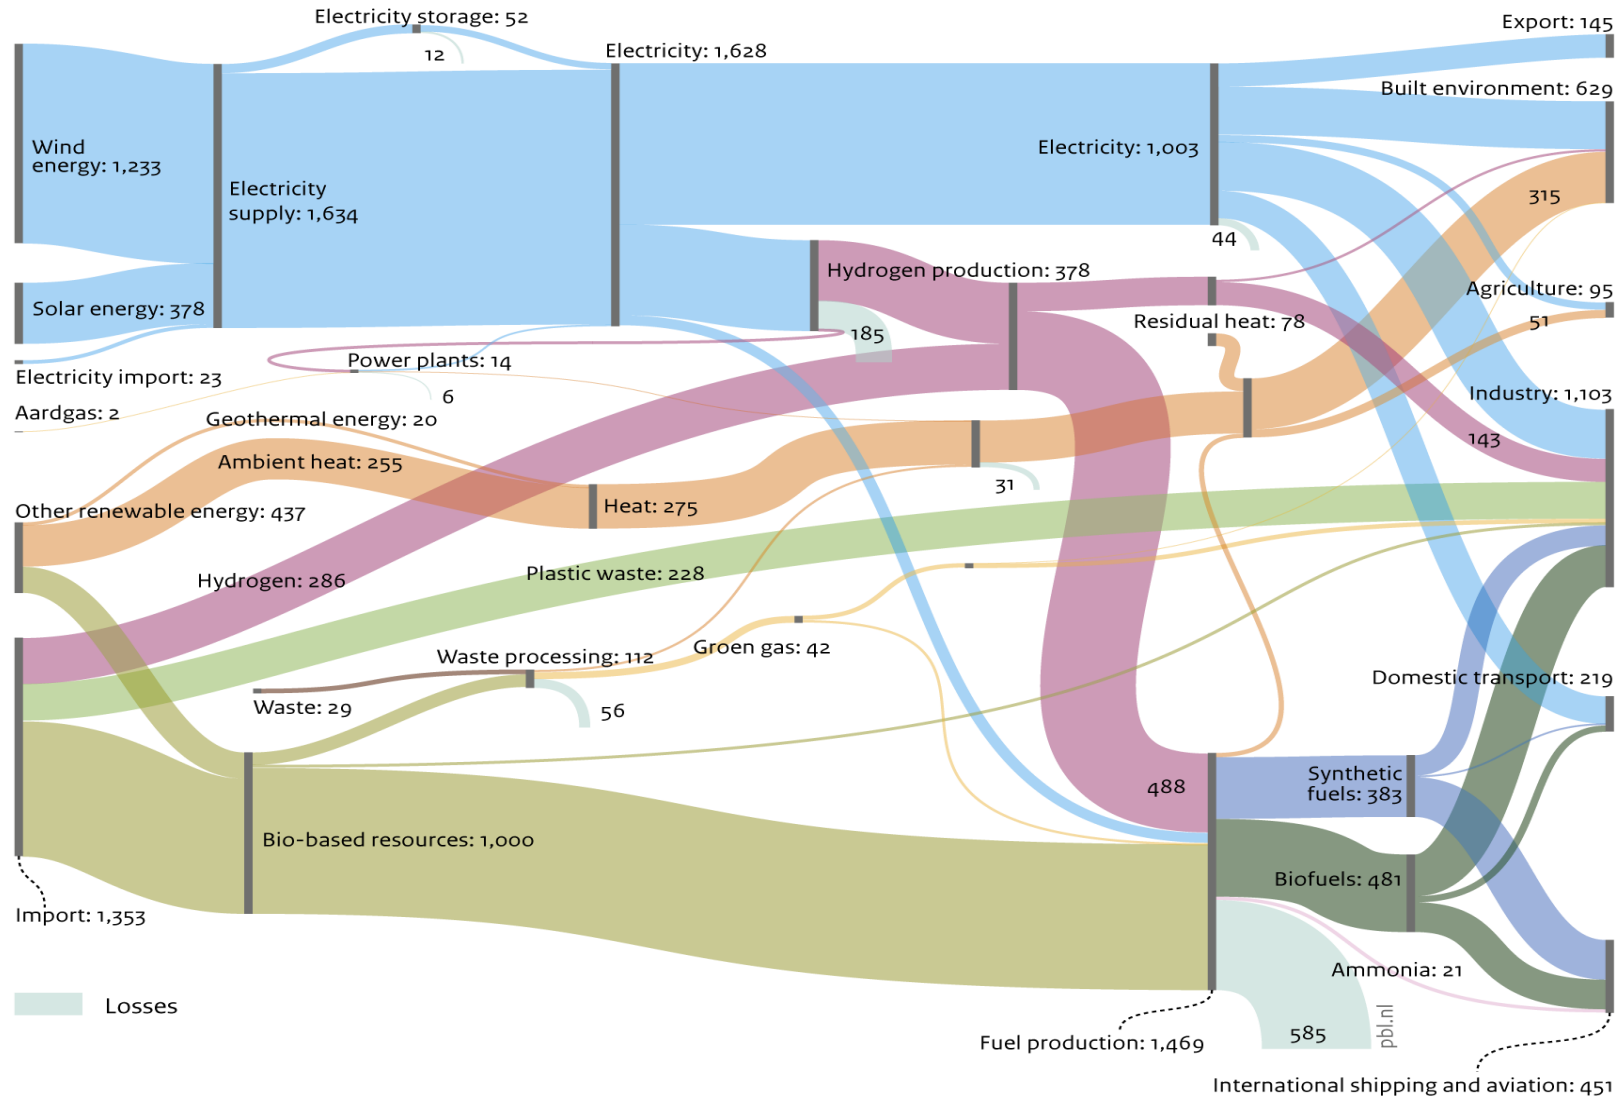 Electricity storage: 52
12
Electricity: 1,628
Export: 145
Built environment: 629
Wind
energy: 1,233
Electricity
supply: 1,634
Electricity: 1,003
315
44
Solar energy: 378
Hydrogen production: 378
Agriculture: 95
51
Residual heat: 78
185
Electricity import: 23
Power plants: 14
6
Aardgas: 2
Geothermal energy: 20
Industry: 1,103
143
Ambient heat: 255
31
Other renewable energy: 437
Heat: 275
Hydrogen: 286
Plastic waste: 228
Waste processing: 112
Groen gas: 42
Waste: 29
56
Domestic transport: 219
488
Synthetic
fuels: 383
Bio-based resources: 1,000
Biofuels: 481
Import: 1,353
Ammonia: 21
Losses
585
pbl.nl
Fuel production: 1,469
International shipping and aviation: 451